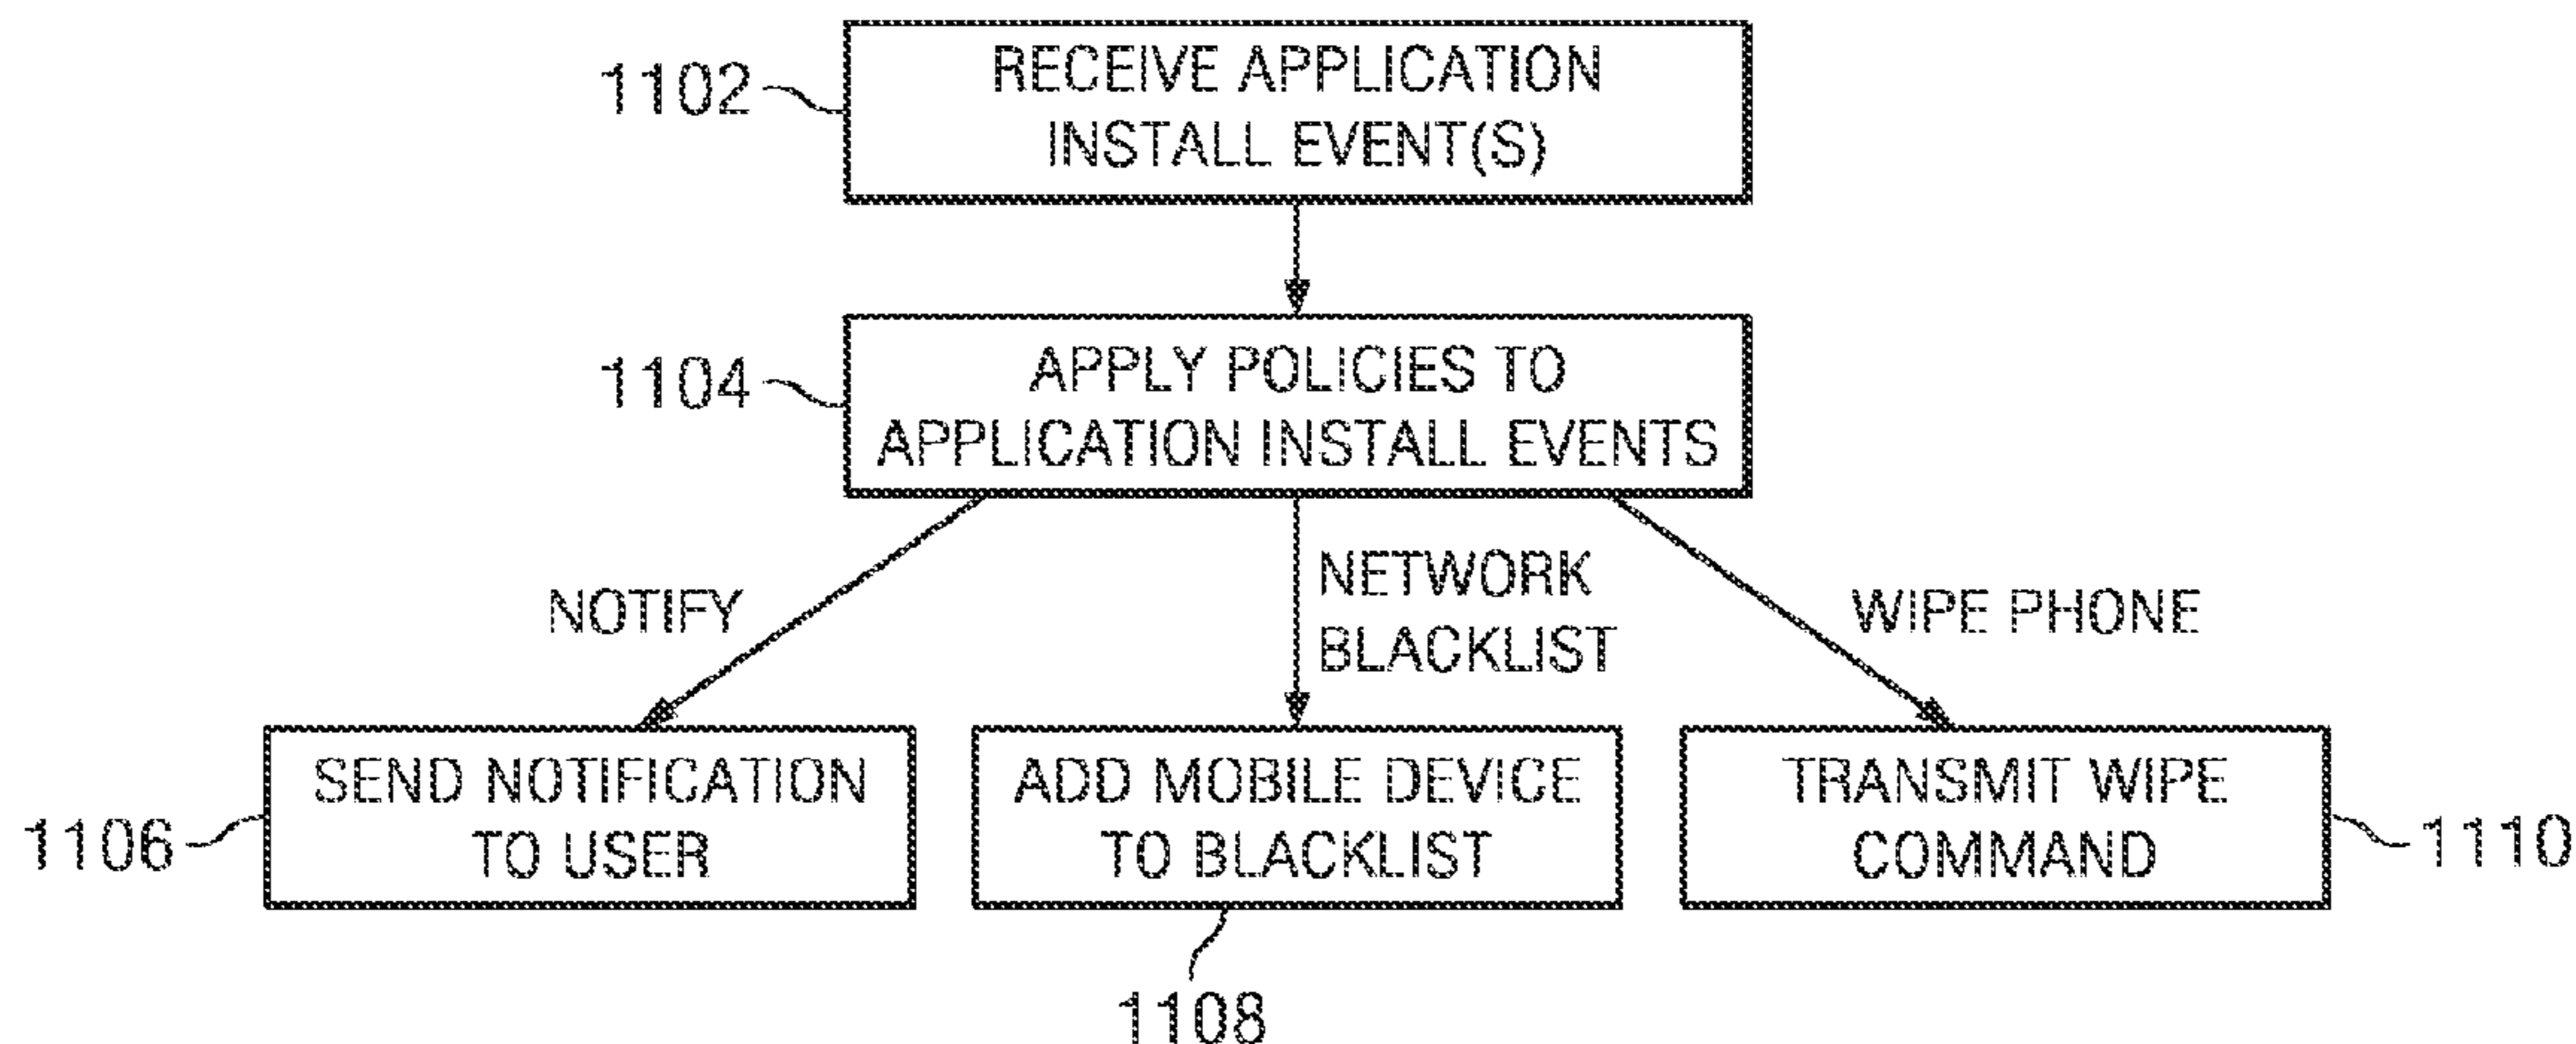 1102
RECEIVE APPLICATION
INSTALL EVENT(S)
1104
APPLY POLICIES TO
APPLICATION INSTALL EVENTS
NOTIFY
NETWORK
BLACKLIST
WIPE PHONE
1106
SEND NOTIFICATION
TO USER
ADD MOBILE DEVICE
TO BLACKLIST
TRANSMIT WIPE
COMMAND
1110
1108